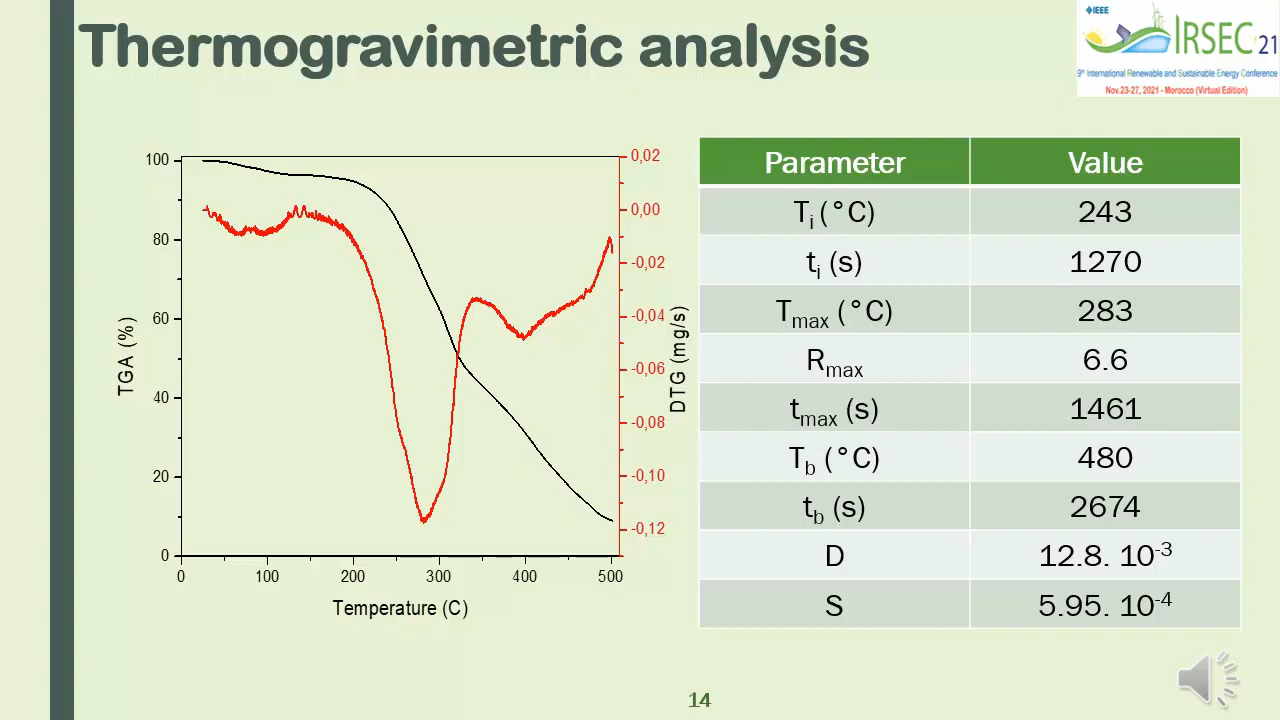 Thermogravimetric analysis
IEEE
IRSEC'21
9th International Renewable and Sustainable Energy Conference
Nov.23-27, 2021 - Morocco (Virtual Edition)
100
80
60
40
20
0
TGA (%)
0 100 200 300 400 500
Temperature (C)
0,02
0,00
-0,02
-0,04
-0,06
-0,08
-0,10
-0,12
DTG (mg/s)
Parameter Value
Ti (°C) 243
ti (s) 1270
Tmax (°C) 283
Rmax 6.6
tmax (s) 1461
Tb (°C) 480
tb (s) 2674
D 12.8. 10-3
S 5.95. 10-4
14